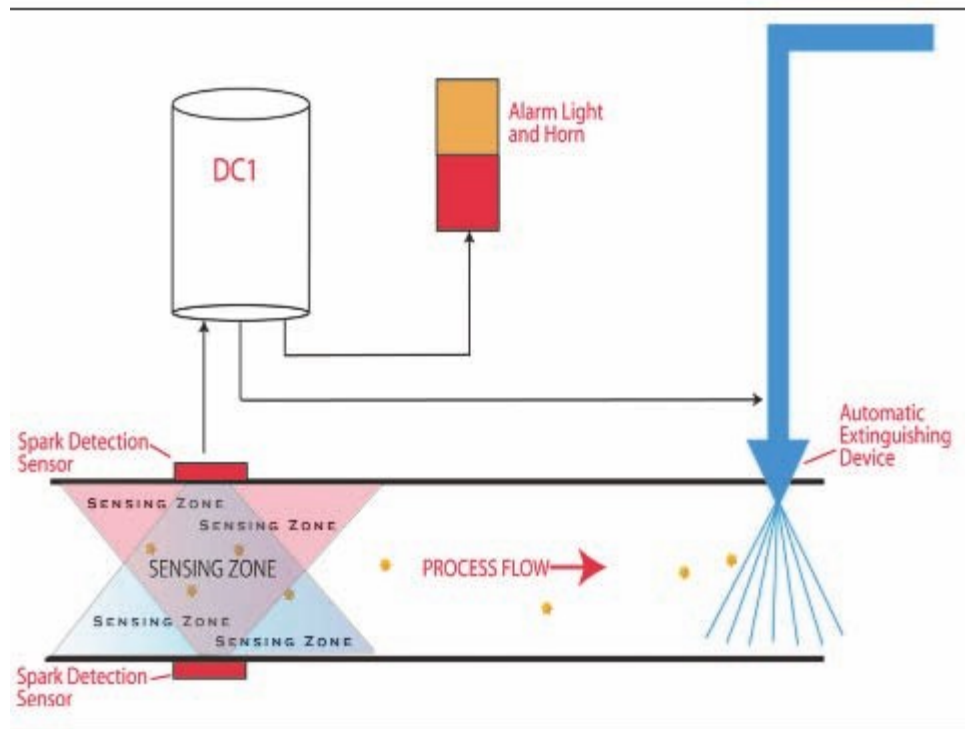 DC1
Alarm Light
and Horn
Automatic
Extinguishing
Device
Spark Detection
Sensor
SENSING ZONE
SENSING ZONE
SENSING ZONE
PROCESS FLOW
SENSING ZONE
SENSING ZONE
Spark Detection
Sensor